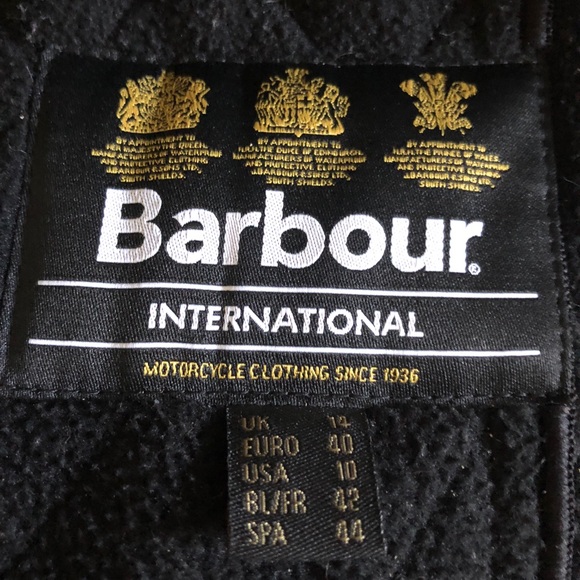 BY APPOINTMENT TO
HER MAJESTY THE QUEEN
MANUFACTURERS OF WATERPROOF
AND PROTECTIVE CLOTHING
J.BARBOUR & SONS LTD.
SOUTH SHIELDS.
BY APPOINTMENT TO
H.R.H. THE DUKE OF EDINBURGH
MANUFACTURERS OF WATERPROOF
AND PROTECTIVE CLOTHING
J.BARBOUR & SONS LTD.
SOUTH SHIELDS.
BY APPOINTMENT TO
H.R.H. THE PRINCE OF WALES
MANUFACTURERS OF WATERPROOF
AND PROTECTIVE CLOTHING
J.BARBOUR & SONS LTD.
SOUTH SHIELDS.
Barbour®
INTERNATIONAL
MOTORCYCLE CLOTHING SINCE 1936
UK 14
EURO 40
USA 10
BL/FR 42
SPA 44